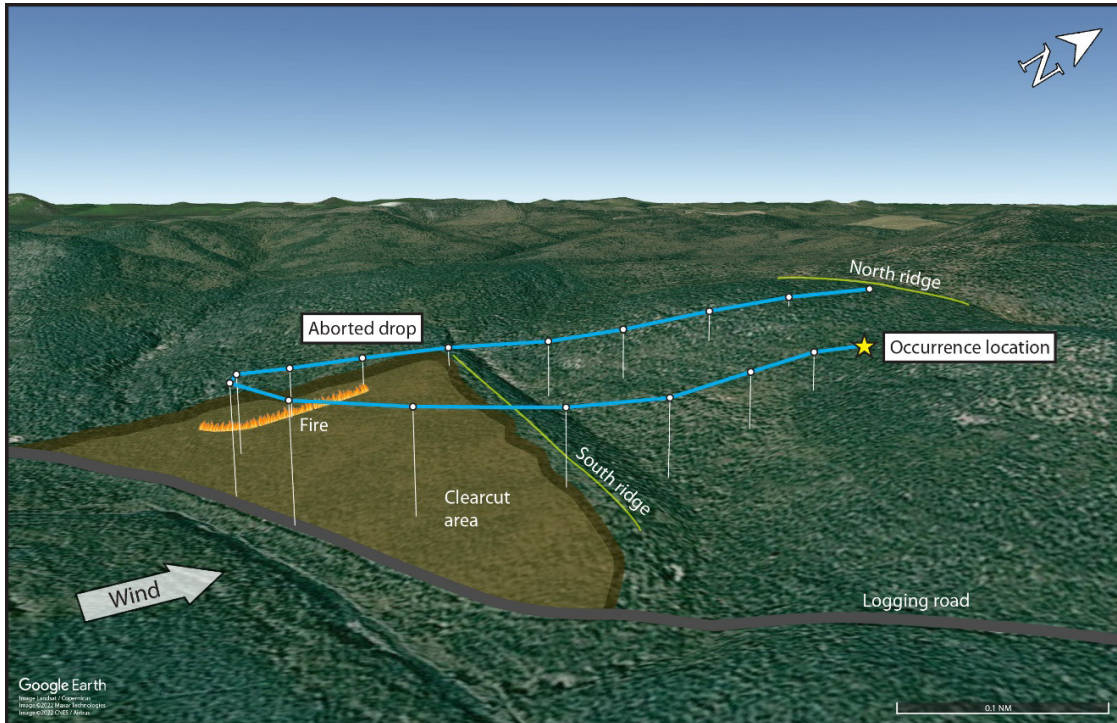 N
North ridge
Aborted drop
Occurrence location
Fire
South ridge
Clearcut
area
Wind
Logging road
Google Earth
Image Landsat / Copernicus
Image ©2022 Maxar Technologies
Image ©2022 CNES / Airbus
0.1 NM